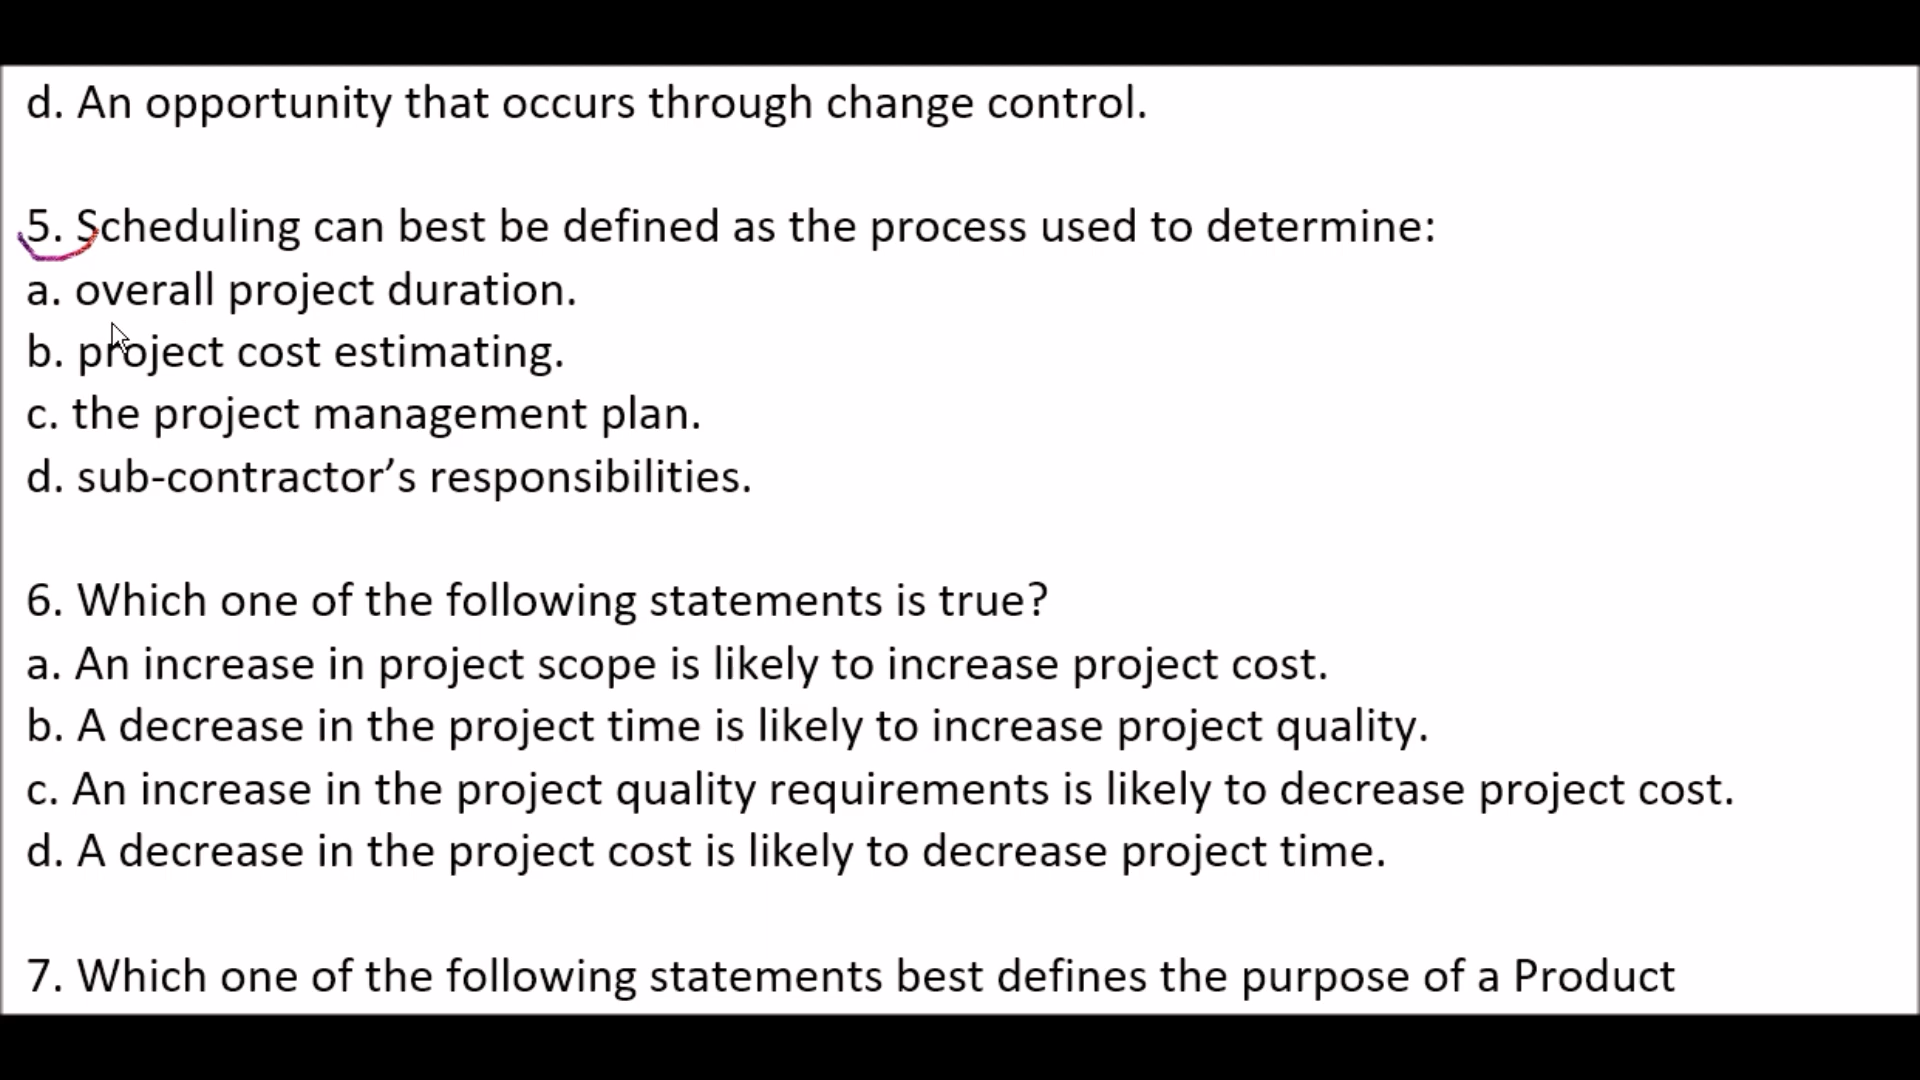 d. An opportunity that occurs through change control.
5. Scheduling can best be defined as the process used to determine:
a. overall project duration.
b. project cost estimating.
c. the project management plan.
d. sub-contractor’s responsibilities.
6. Which one of the following statements is true?
a. An increase in project scope is likely to increase project cost.
b. A decrease in the project time is likely to increase project quality.
c. An increase in the project quality requirements is likely to decrease project cost.
d. A decrease in the project cost is likely to decrease project time.
7. Which one of the following statements best defines the purpose of a Product